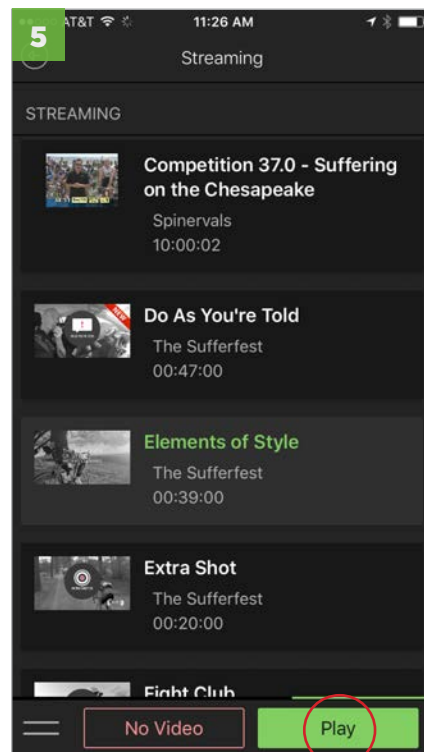 5
AT&T
11:26 AM
Streaming
STREAMING
Competition 37.0 - Suffering
on the Chesapeake
Spinervals
10:00:02
NEW
Do As You're Told
The Sufferfest
00:47:00
Elements of Style
The Sufferfest
00:39:00
Extra Shot
The Sufferfest
00:20:00
Fight Club
No Video
Play